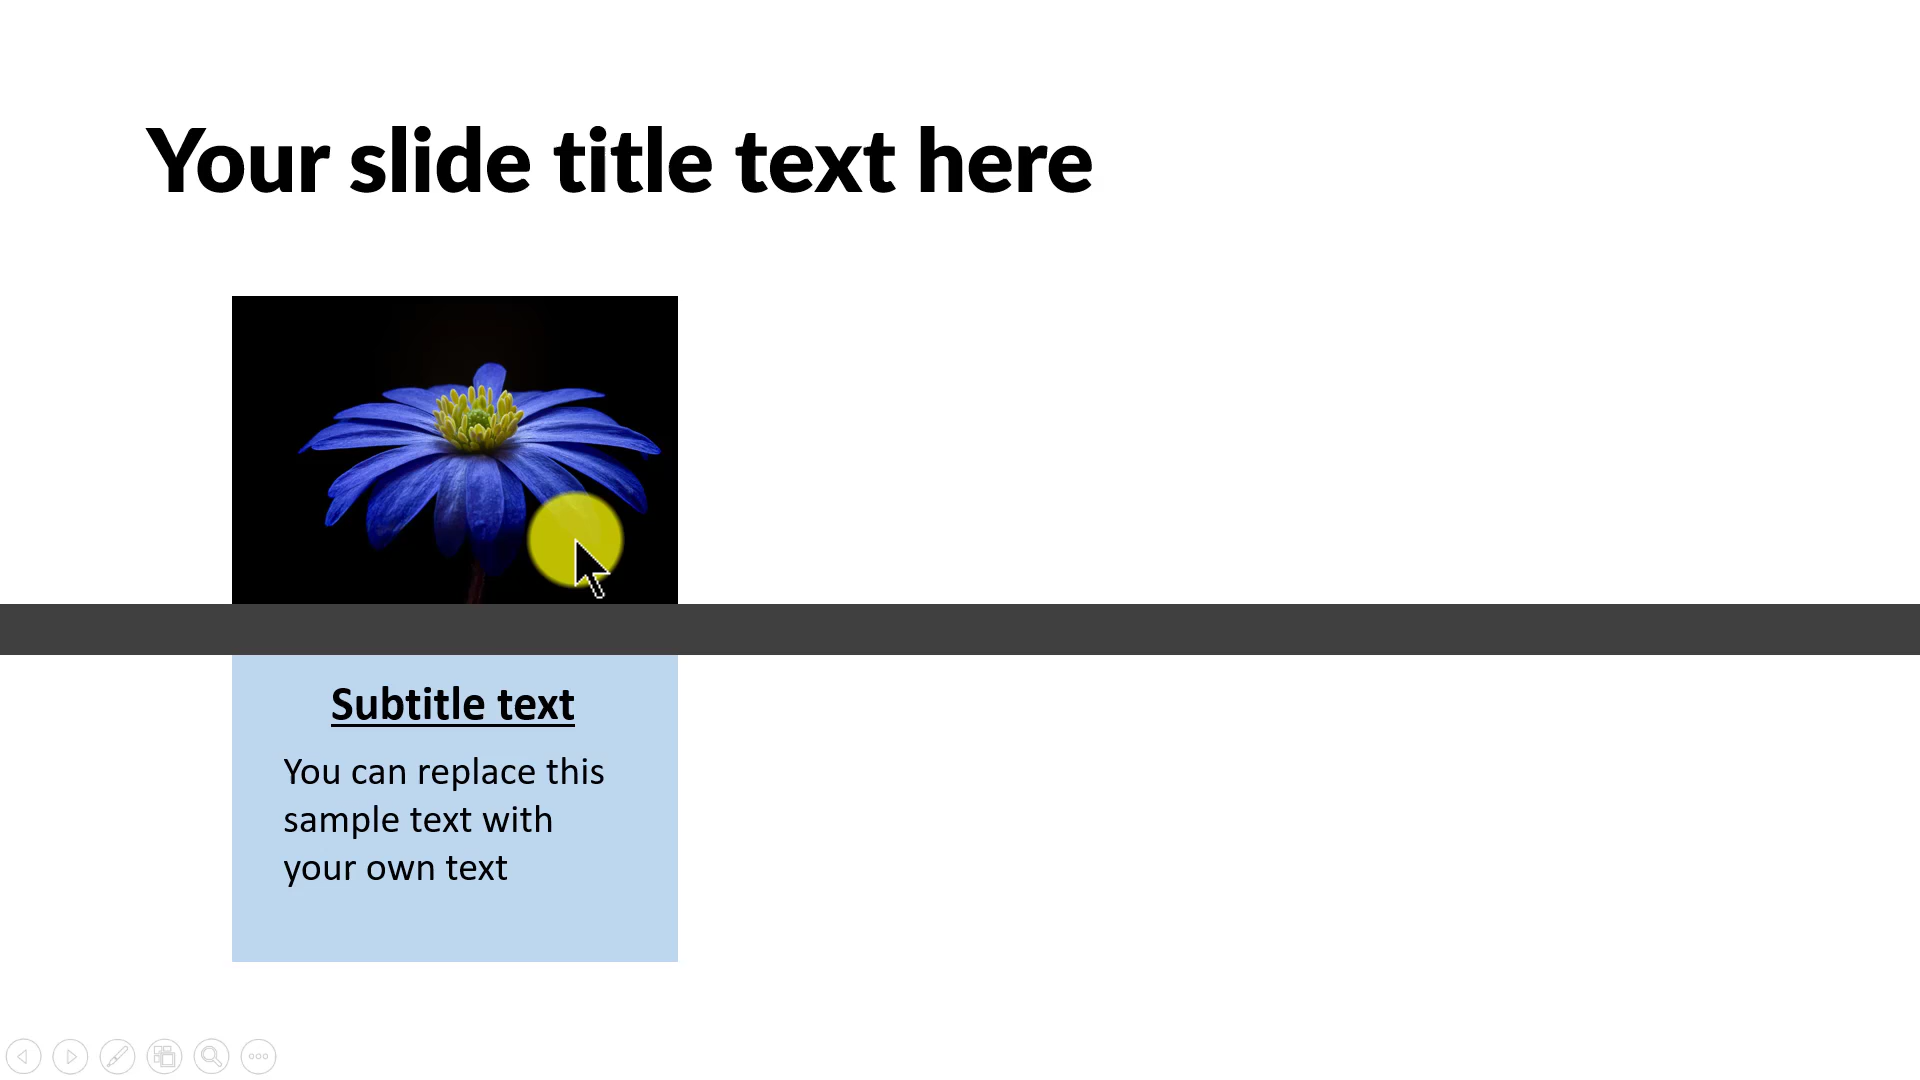 Your slide title text here
Subtitle text
You can replace this
sample text with
your own text